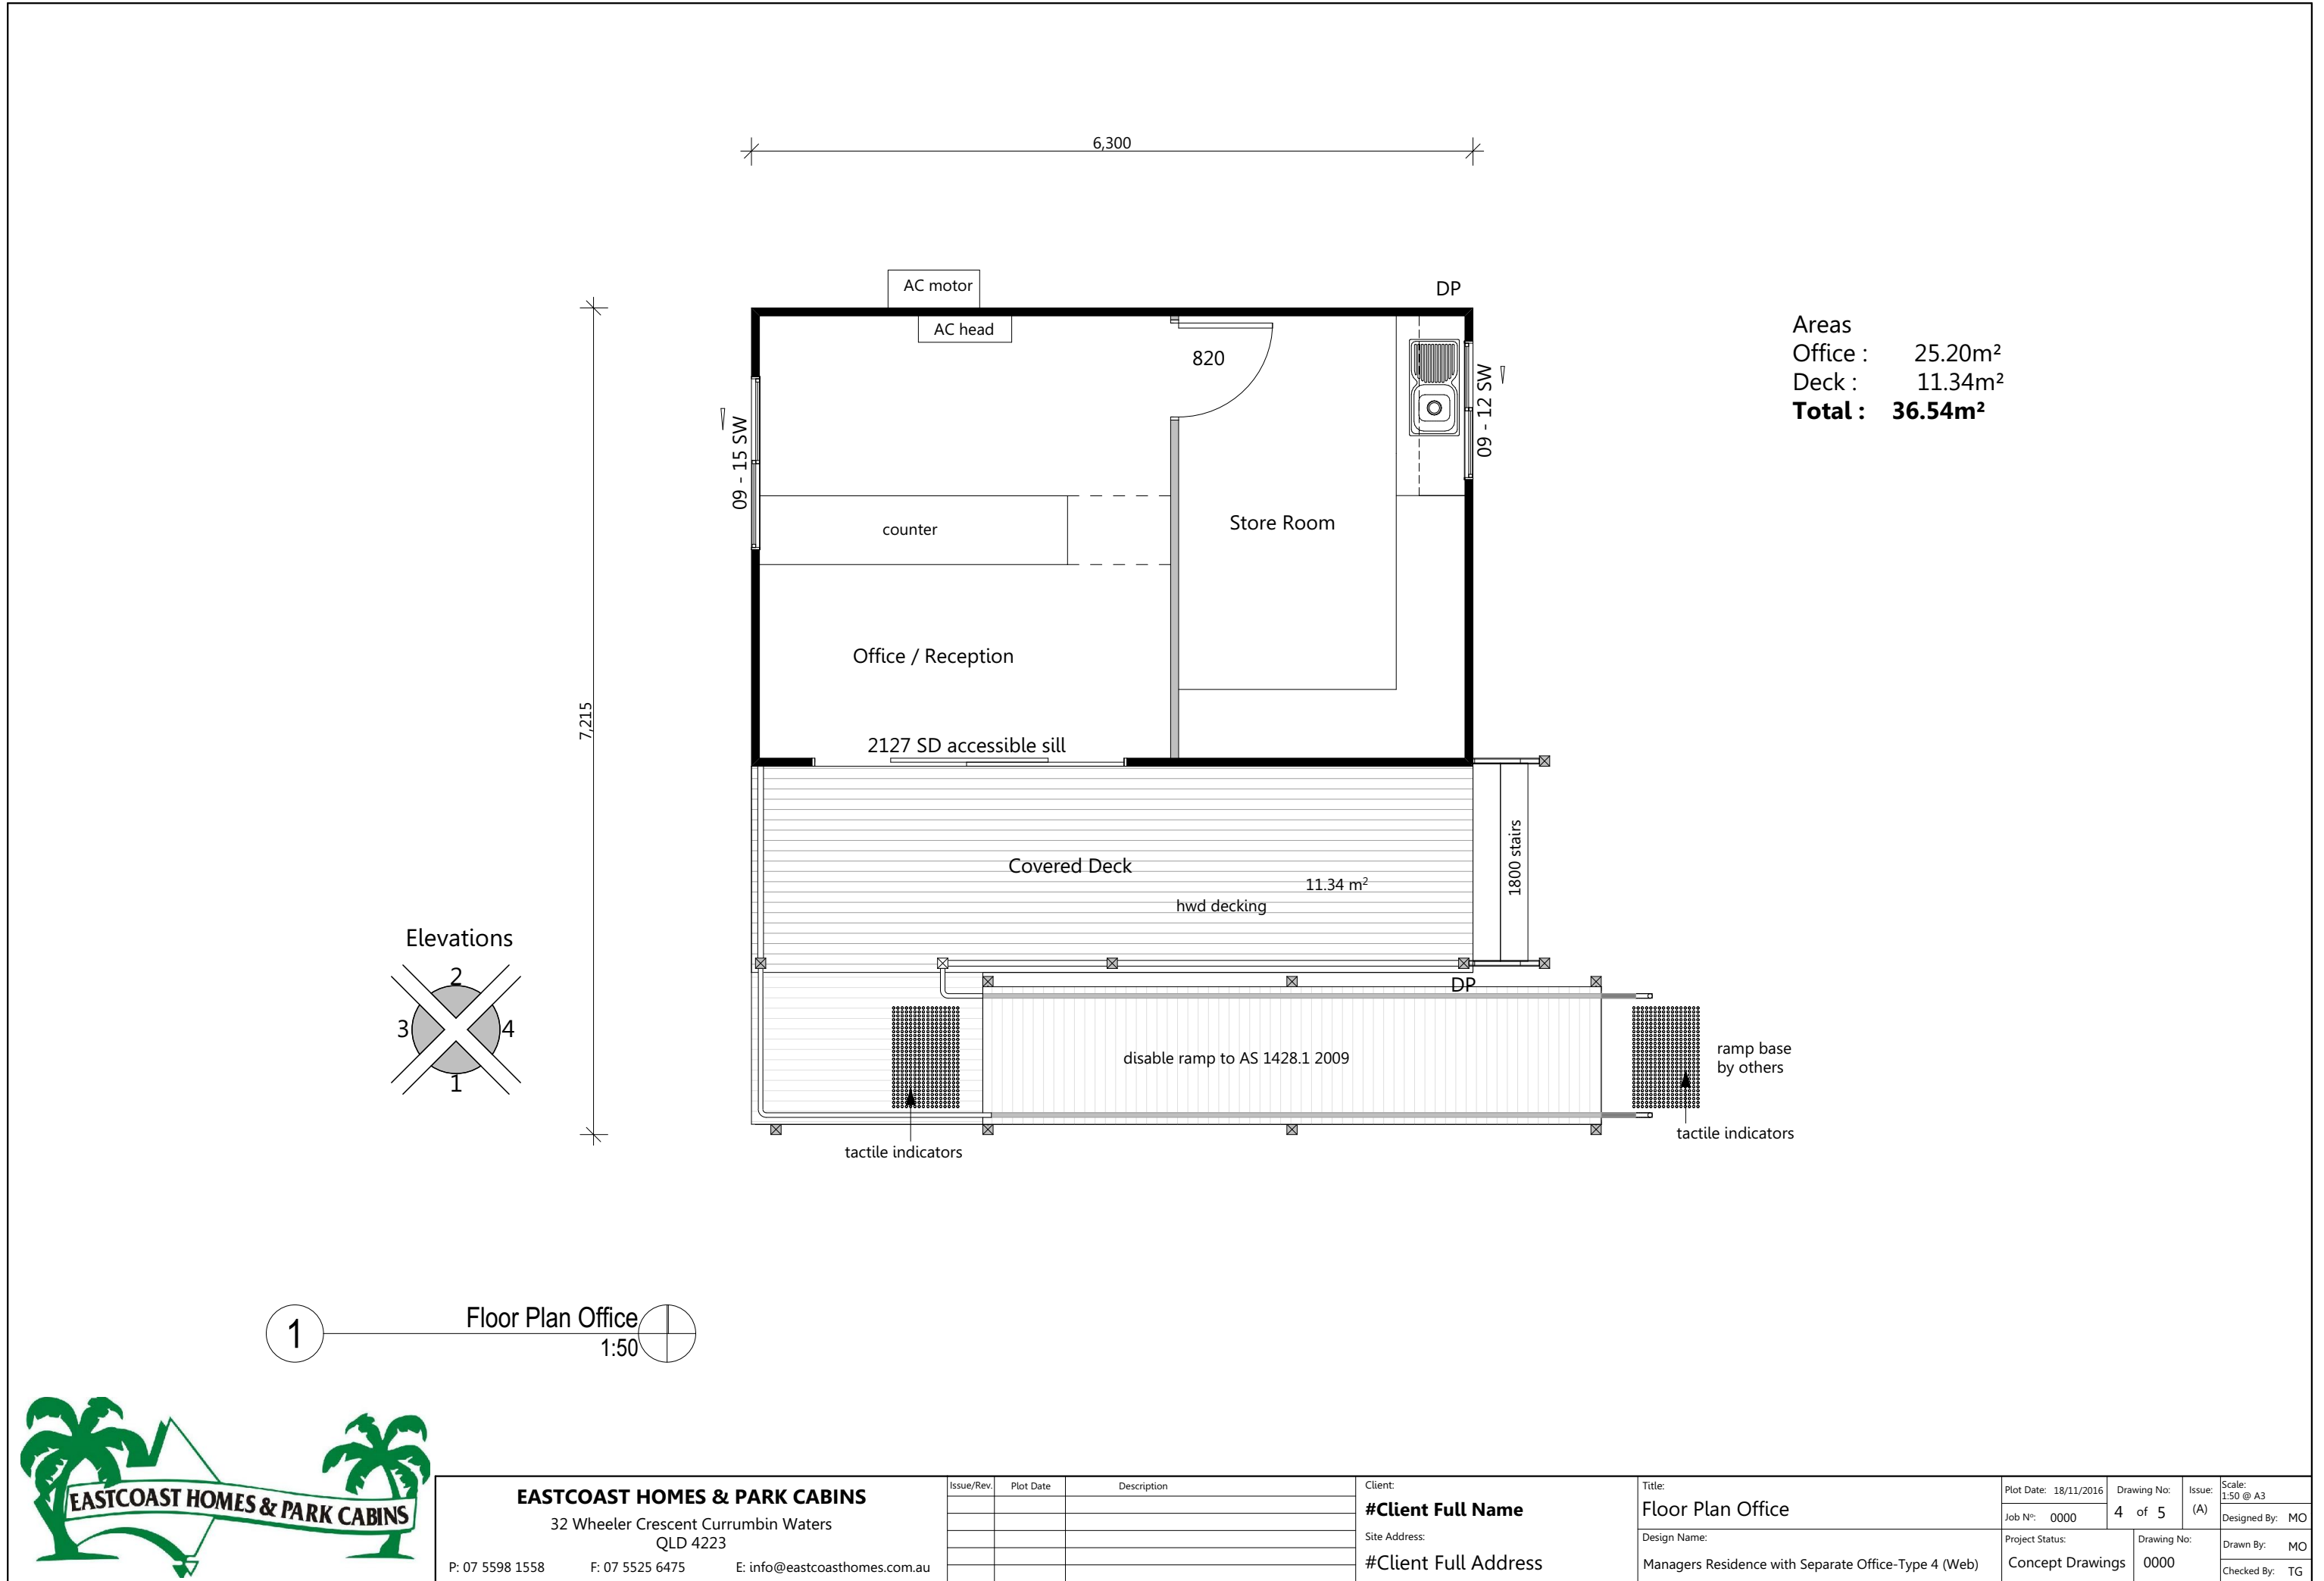 6,300
AC motor
DP
AC head
820
09 - 15 SW
09 - 12 SW
Areas
Office : 25.20m²
Deck : 11.34m²
Total : 36.54m²
counter
Store Room
Office / Reception
7,215
2127 SD accessible sill
1800 stairs
Covered Deck
11.34 m²
hwd decking
Elevations
2
3
4
1
DP
disable ramp to AS 1428.1 2009
ramp base
by others
tactile indicators
tactile indicators
1
Floor Plan Office
1:50
EASTCOAST HOMES & PARK CABINS
EASTCOAST HOMES & PARK CABINS
32 Wheeler Crescent Currumbin Waters
QLD 4223
P: 07 5598 1558 F: 07 5525 6475 E: info@eastcoasthomes.com.au
Issue/Rev. Plot Date Description
Client:
#Client Full Name
Site Address:
#Client Full Address
Title:
Floor Plan Office
Design Name:
Managers Residence with Separate Office-Type 4 (Web)
Plot Date: 18/11/2016
Job Nº: 0000
Drawing No:
4 of 5
Issue:
(A)
Scale:
1:50 @ A3
Designed By: MO
Project Status:
Concept Drawings
Drawing No:
0000
Drawn By: MO
Checked By: TG